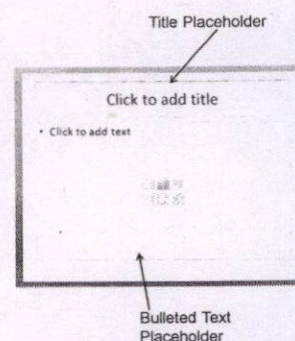 Title Placeholder
Click to add title
• Click to add text
Bulleted Text
Placeholder